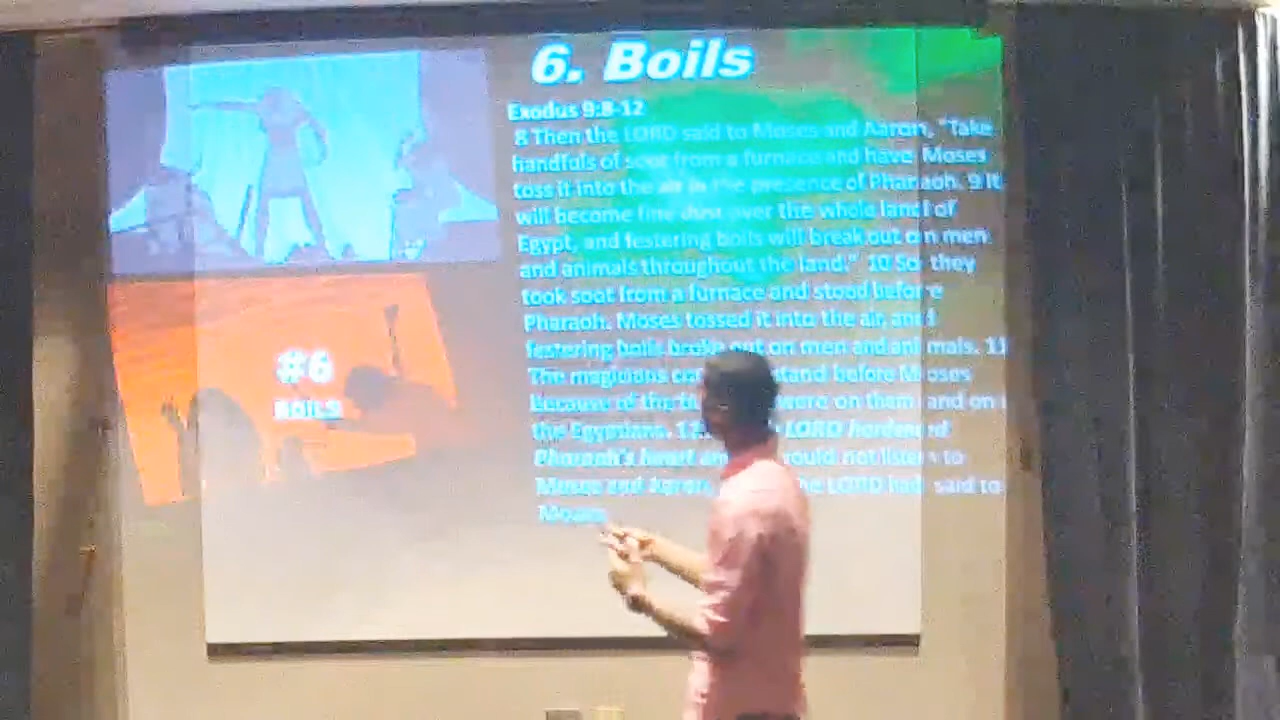 6. Boils
Exodus 9:8-12
8 Then the LORD said to Moses and Aaron, "Take
handfuls of soot from a furnace and have Moses
toss it into the air in the presence of Pharaoh. 9 It
will become fine dust over the whole land of
Egypt, and festering boils will break out on men
and animals throughout the land." 10 So they
took soot from a furnace and stood before
Pharaoh. Moses tossed it into the air, and
festering boils broke out on men and animals. 11
The magicians stand before Moses
because of the were on them and on
the Egyptians. LORD hardened
Pharaoh's heart would not listen to
Moses and Aaron, LORD had said to
Moses.
#6
BOILS